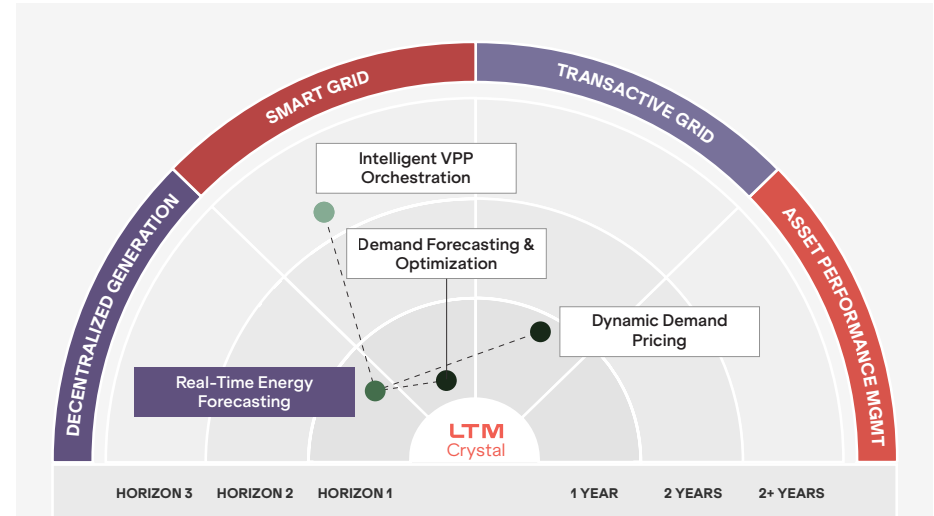 SMART GRID
TRANSACTIVE GRID
DECENTRALIZED GENERATION
ASSET PERFORMANCE MGMT
Intelligent VPP
Orchestration
Demand Forecasting &
Optimization
Dynamic Demand
Pricing
Real-Time Energy
Forecasting
LTM
Crystal
HORIZON 3 HORIZON 2 HORIZON 1 1 YEAR 2 YEARS 2+ YEARS